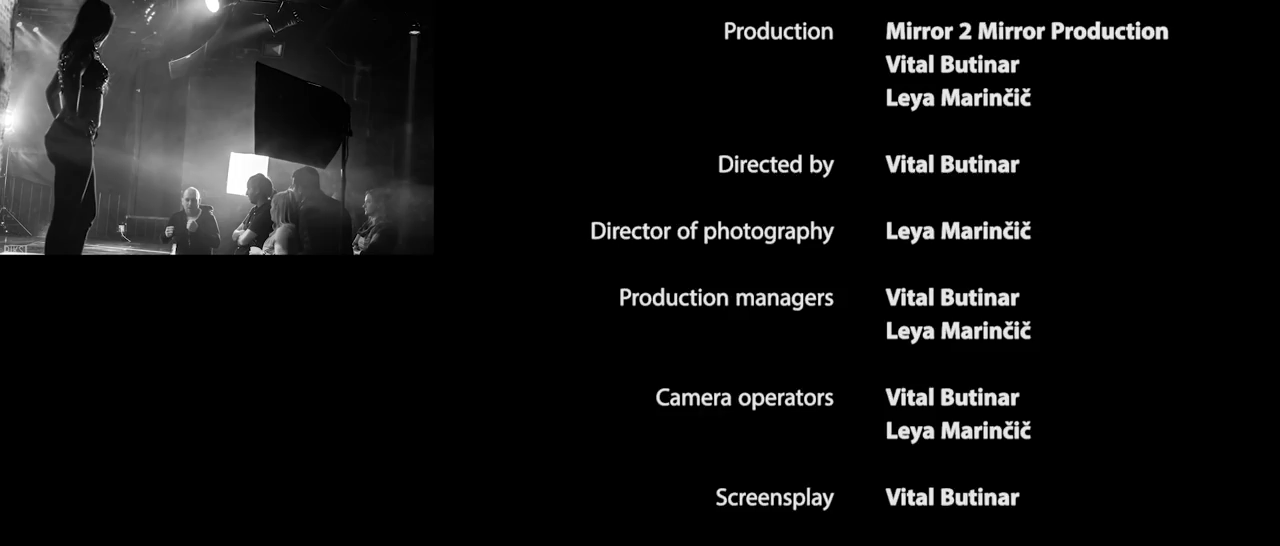 Production Mirror 2 Mirror Production
Vital Butinar
Leya Marinčič
Directed by Vital Butinar
Director of photography Leya Marinčič
Production managers Vital Butinar
Leya Marinčič
Camera operators Vital Butinar
Leya Marinčič
Screensplay Vital Butinar